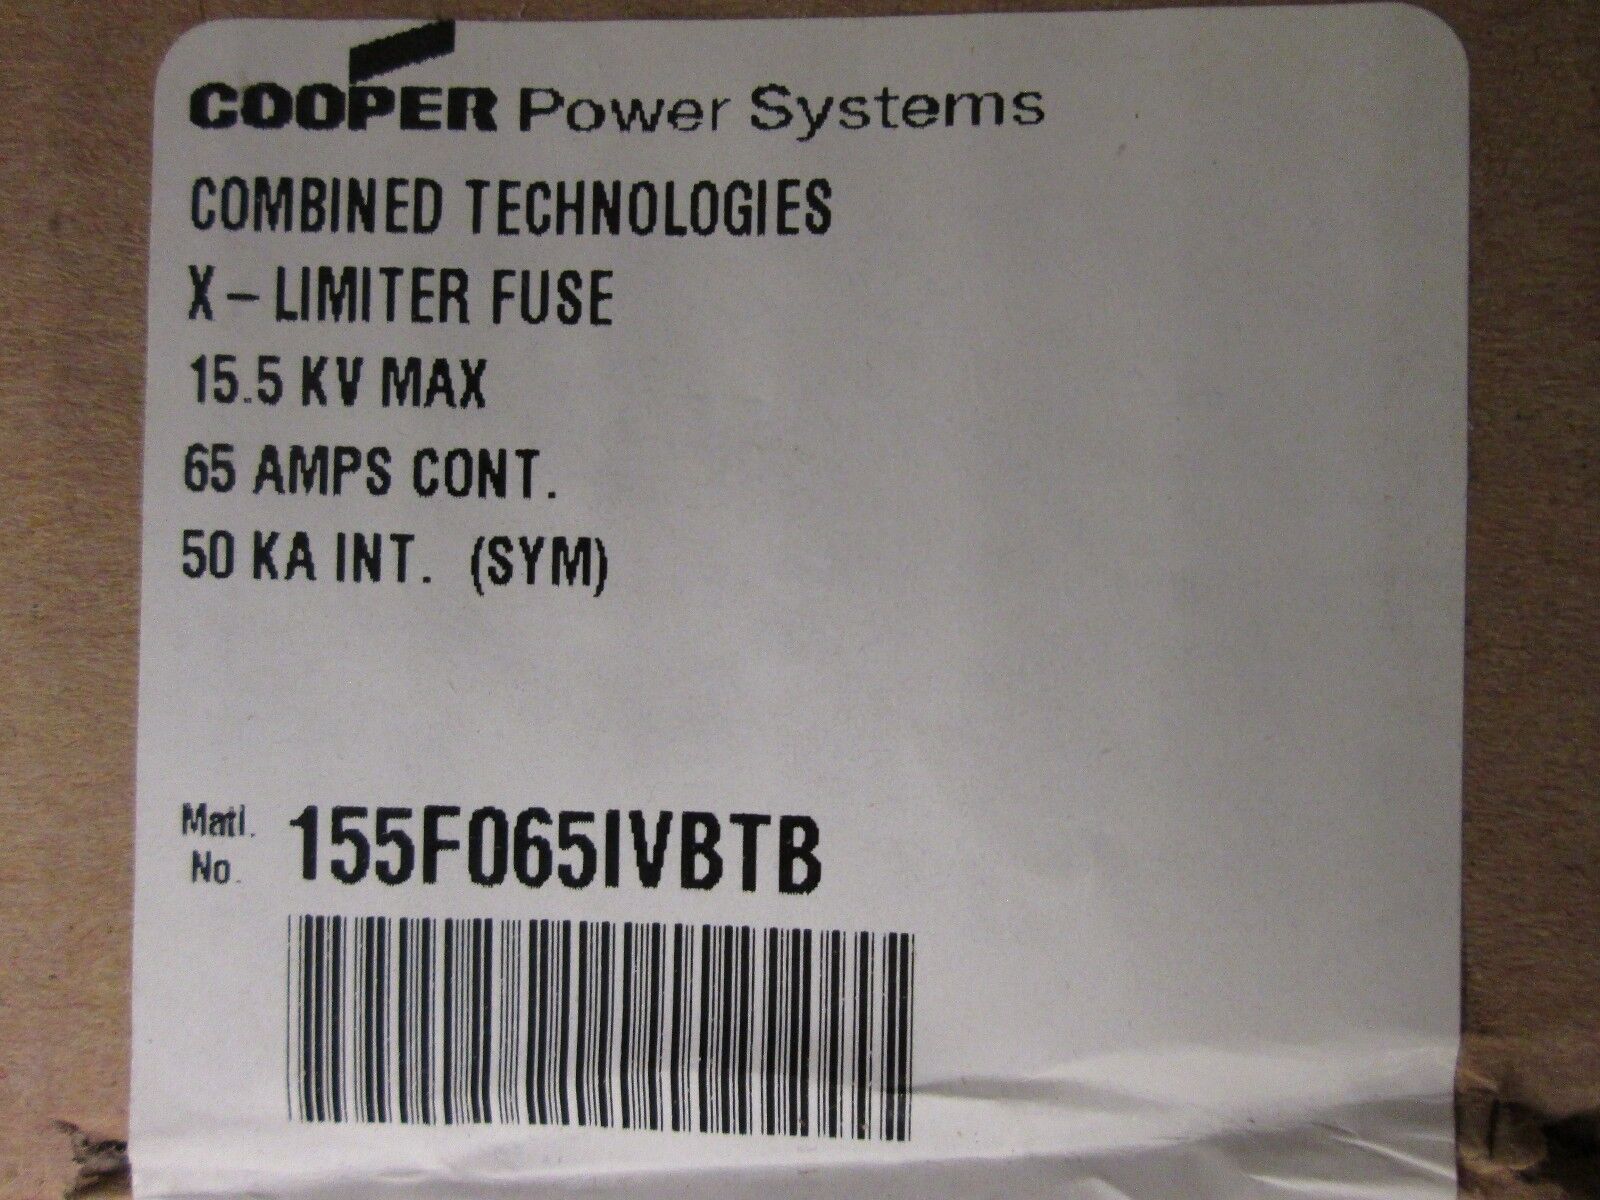 COOPER Power Systems
COMBINED TECHNOLOGIES
X-LIMITER FUSE
15.5 KV MAX
65 AMPS CONT.
50 KA INT. (SYM)
Matl.
No. 155F065IVBTB